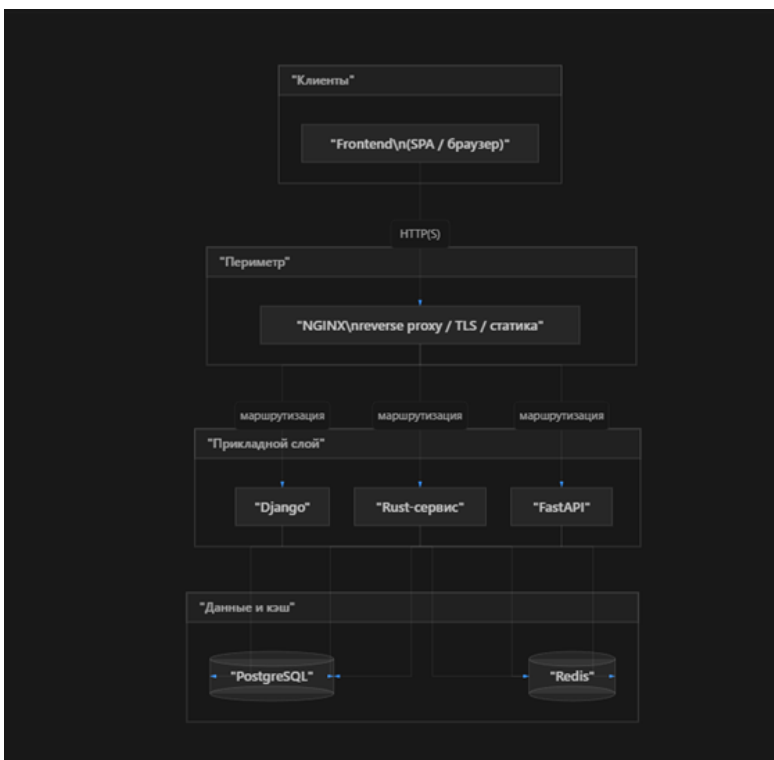 "Клиенты"
"Frontend\n(SPA / браузер)"
HTTP(S)
"Периметр"
"NGINX\nreverse proxy / TLS / статика"
маршрутизация маршрутизация маршрутизация
"Прикладной слой"
"Django" "Rust-сервис" "FastAPI"
"Данные и кэш"
"PostgreSQL" "Redis"